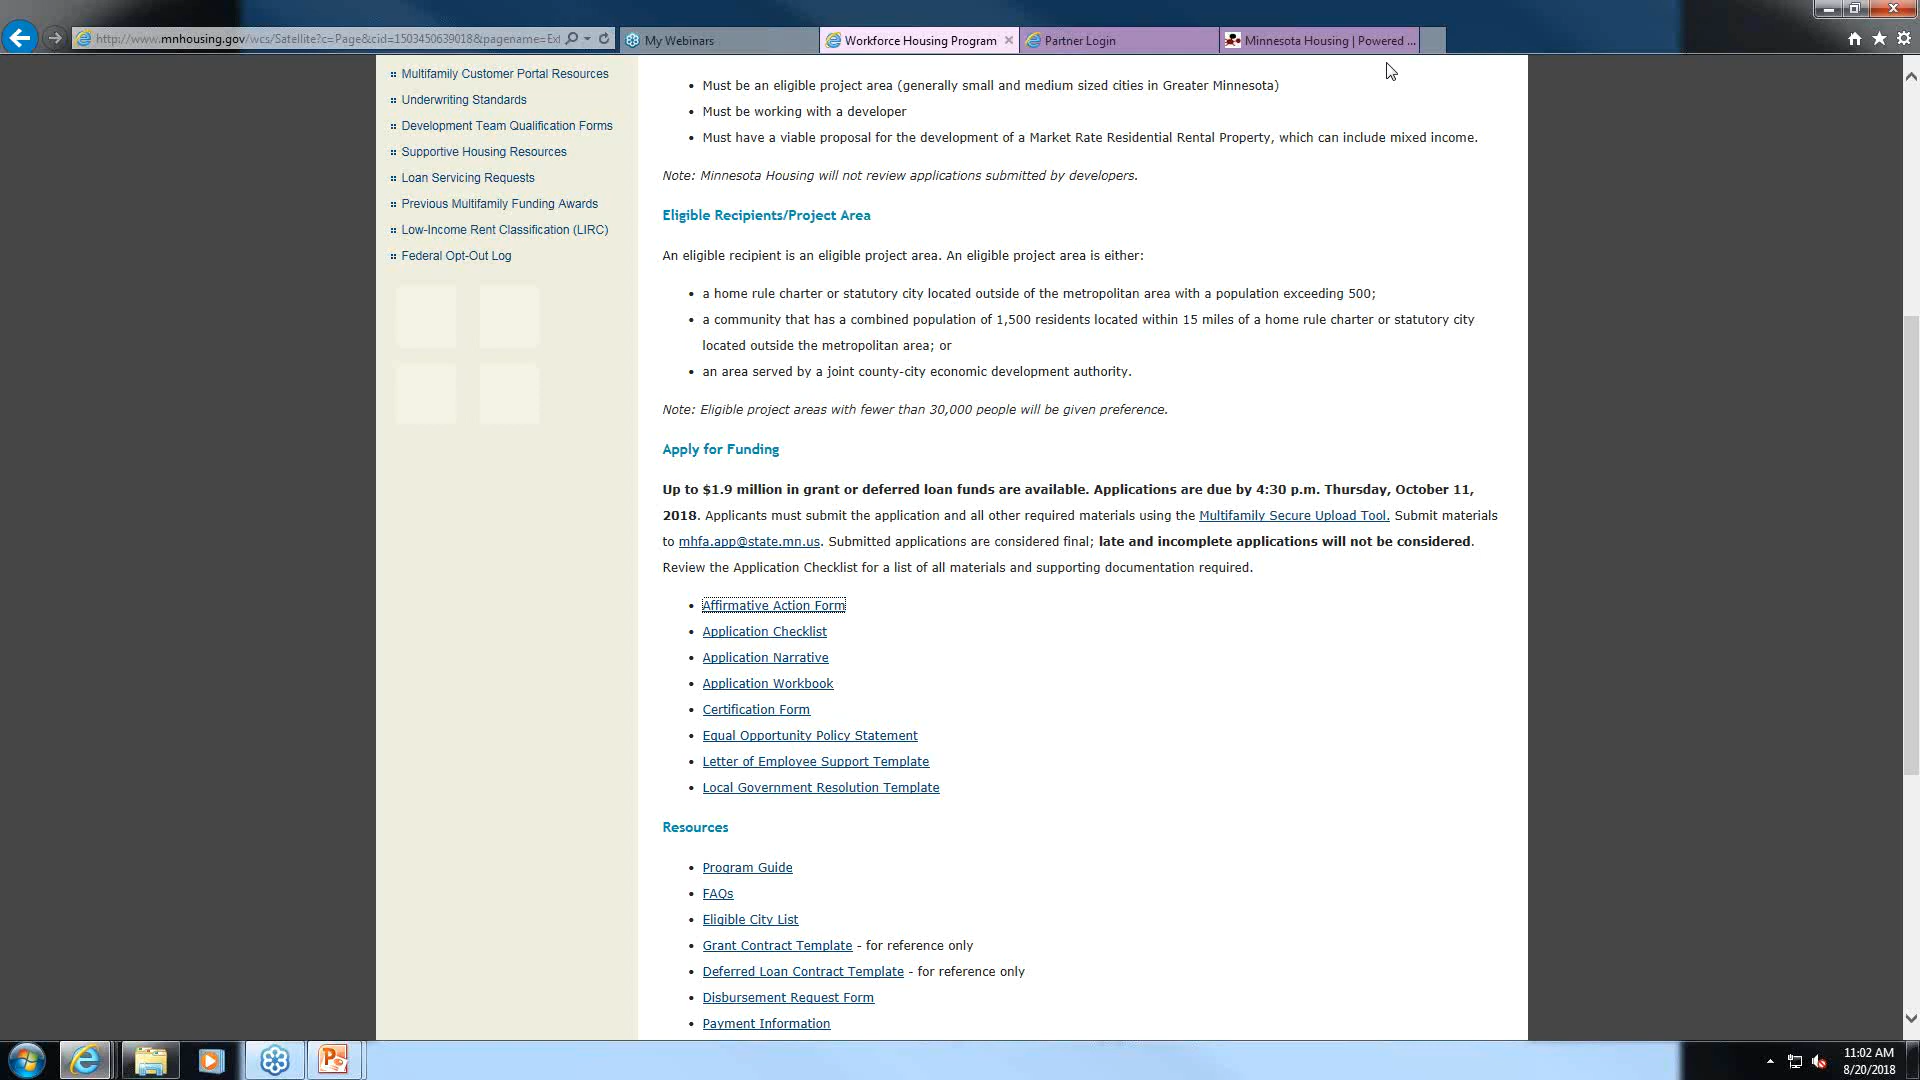 http://www.mnhousing.gov/wcs/Satellite?c=Page&cid=1503450639018&pagename=Ext
My Webinars
Workforce Housing Program
Partner Login
Minnesota Housing | Powered ...
Multifamily Customer Portal Resources
Underwriting Standards
Development Team Qualification Forms
Supportive Housing Resources
Loan Servicing Requests
Previous Multifamily Funding Awards
Low-Income Rent Classification (LIRC)
Federal Opt-Out Log
• Must be an eligible project area (generally small and medium sized cities in Greater Minnesota)
• Must be working with a developer
• Must have a viable proposal for the development of a Market Rate Residential Rental Property, which can include mixed income.
Note: Minnesota Housing will not review applications submitted by developers.
Eligible Recipients/Project Area
An eligible recipient is an eligible project area. An eligible project area is either:
• a home rule charter or statutory city located outside of the metropolitan area with a population exceeding 500;
• a community that has a combined population of 1,500 residents located within 15 miles of a home rule charter or statutory city
located outside the metropolitan area; or
• an area served by a joint county-city economic development authority.
Note: Eligible project areas with fewer than 30,000 people will be given preference.
Apply for Funding
Up to $1.9 million in grant or deferred loan funds are available. Applications are due by 4:30 p.m. Thursday, October 11,
2018. Applicants must submit the application and all other required materials using the Multifamily Secure Upload Tool. Submit materials
to mhfa.app@state.mn.us. Submitted applications are considered final; late and incomplete applications will not be considered.
Review the Application Checklist for a list of all materials and supporting documentation required.
• Affirmative Action Form
• Application Checklist
• Application Narrative
• Application Workbook
• Certification Form
• Equal Opportunity Policy Statement
• Letter of Employee Support Template
• Local Government Resolution Template
Resources
• Program Guide
• FAQs
• Eligible City List
• Grant Contract Template - for reference only
• Deferred Loan Contract Template - for reference only
• Disbursement Request Form
• Payment Information
11:02 AM
8/20/2018